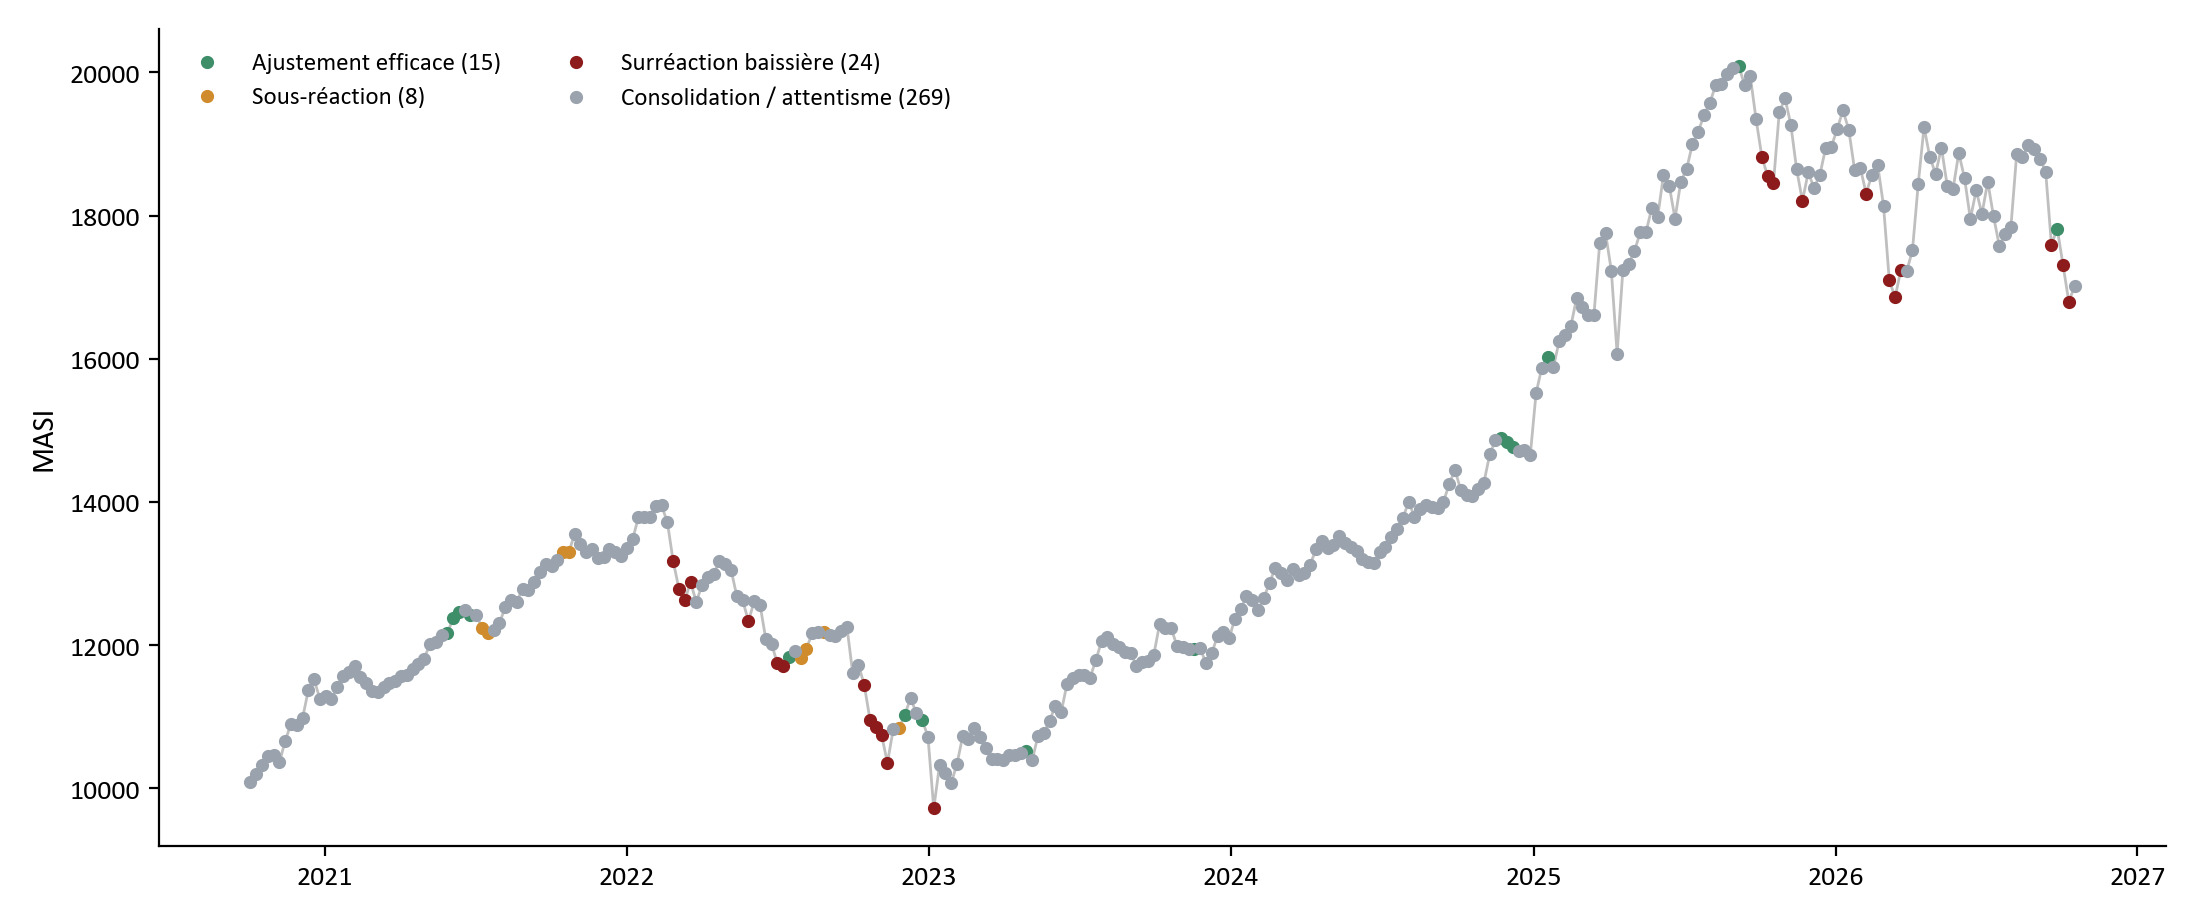 Ajustement efficace (15)
Sous-réaction (8)
Surréaction baissière (24)
Consolidation / attentisme (269)
MASI
20000
18000
16000
14000
12000
10000
2021
2022
2023
2024
2025
2026
2027